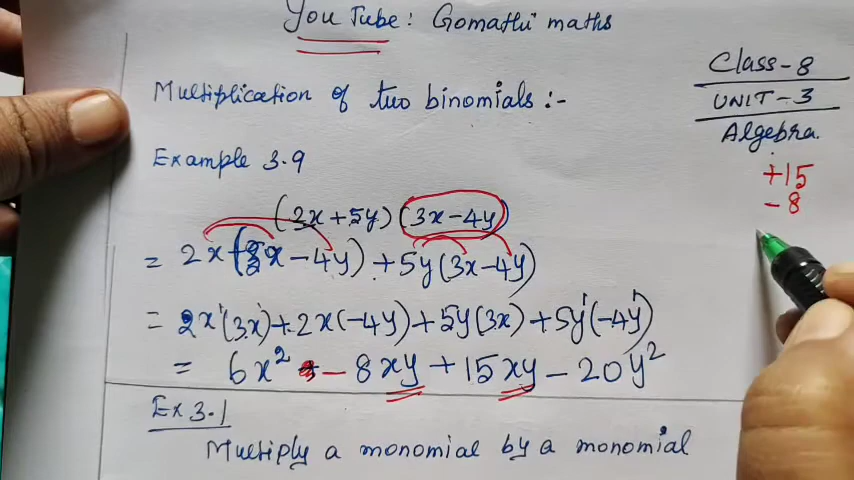 You Tube: Gomathi maths
Class-8
UNIT-3
Algebra.
Multiplication of two binomials:-
Example 3.9
+15
-8
(2x+5y)(3x-4y)
= 2x(3x-4y)+5y(3x-4y)
= 2x(3x)+2x(-4y)+5y(3x)+5y(-4y)
= 6x² - 8xy +15xy - 20y²
Ex 3.1
Multiply a monomial by a monomial